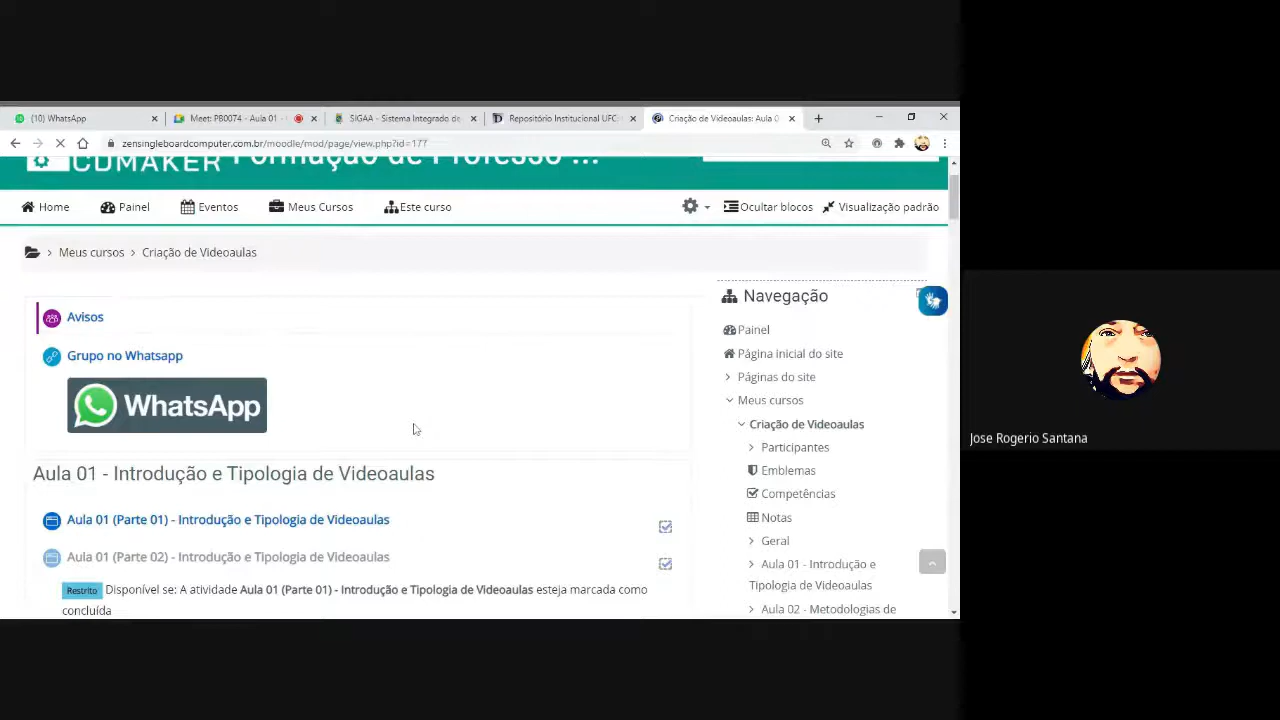 (10) WhatsApp
Meet: PB0074 - Aula 01 -
SIGAA - Sistema Integrado de
Repositório Institucional UFC:
Criação de Videoaulas: Aula 0
zensingleboardcomputer.com.br/moodle/mod/page/view.php?id=177
CDMAKER Formação de Professo ...
Home
Painel
Eventos
Meus Cursos
Este curso
Ocultar blocos
Visualização padrão
Meus cursos > Criação de Videoaulas
Avisos
Grupo no Whatsapp
WhatsApp
Aula 01 - Introdução e Tipologia de Videoaulas
Aula 01 (Parte 01) - Introdução e Tipologia de Videoaulas
Aula 01 (Parte 02) - Introdução e Tipologia de Videoaulas
Restrito Disponível se: A atividade Aula 01 (Parte 01) - Introdução e Tipologia de Videoaulas esteja marcada como
concluída
Navegação
Painel
Página inicial do site
Páginas do site
Meus cursos
Criação de Videoaulas
Participantes
Emblemas
Competências
Notas
Geral
Aula 01 - Introdução e
Tipologia de Videoaulas
Aula 02 - Metodologias de
Jose Rogerio Santana